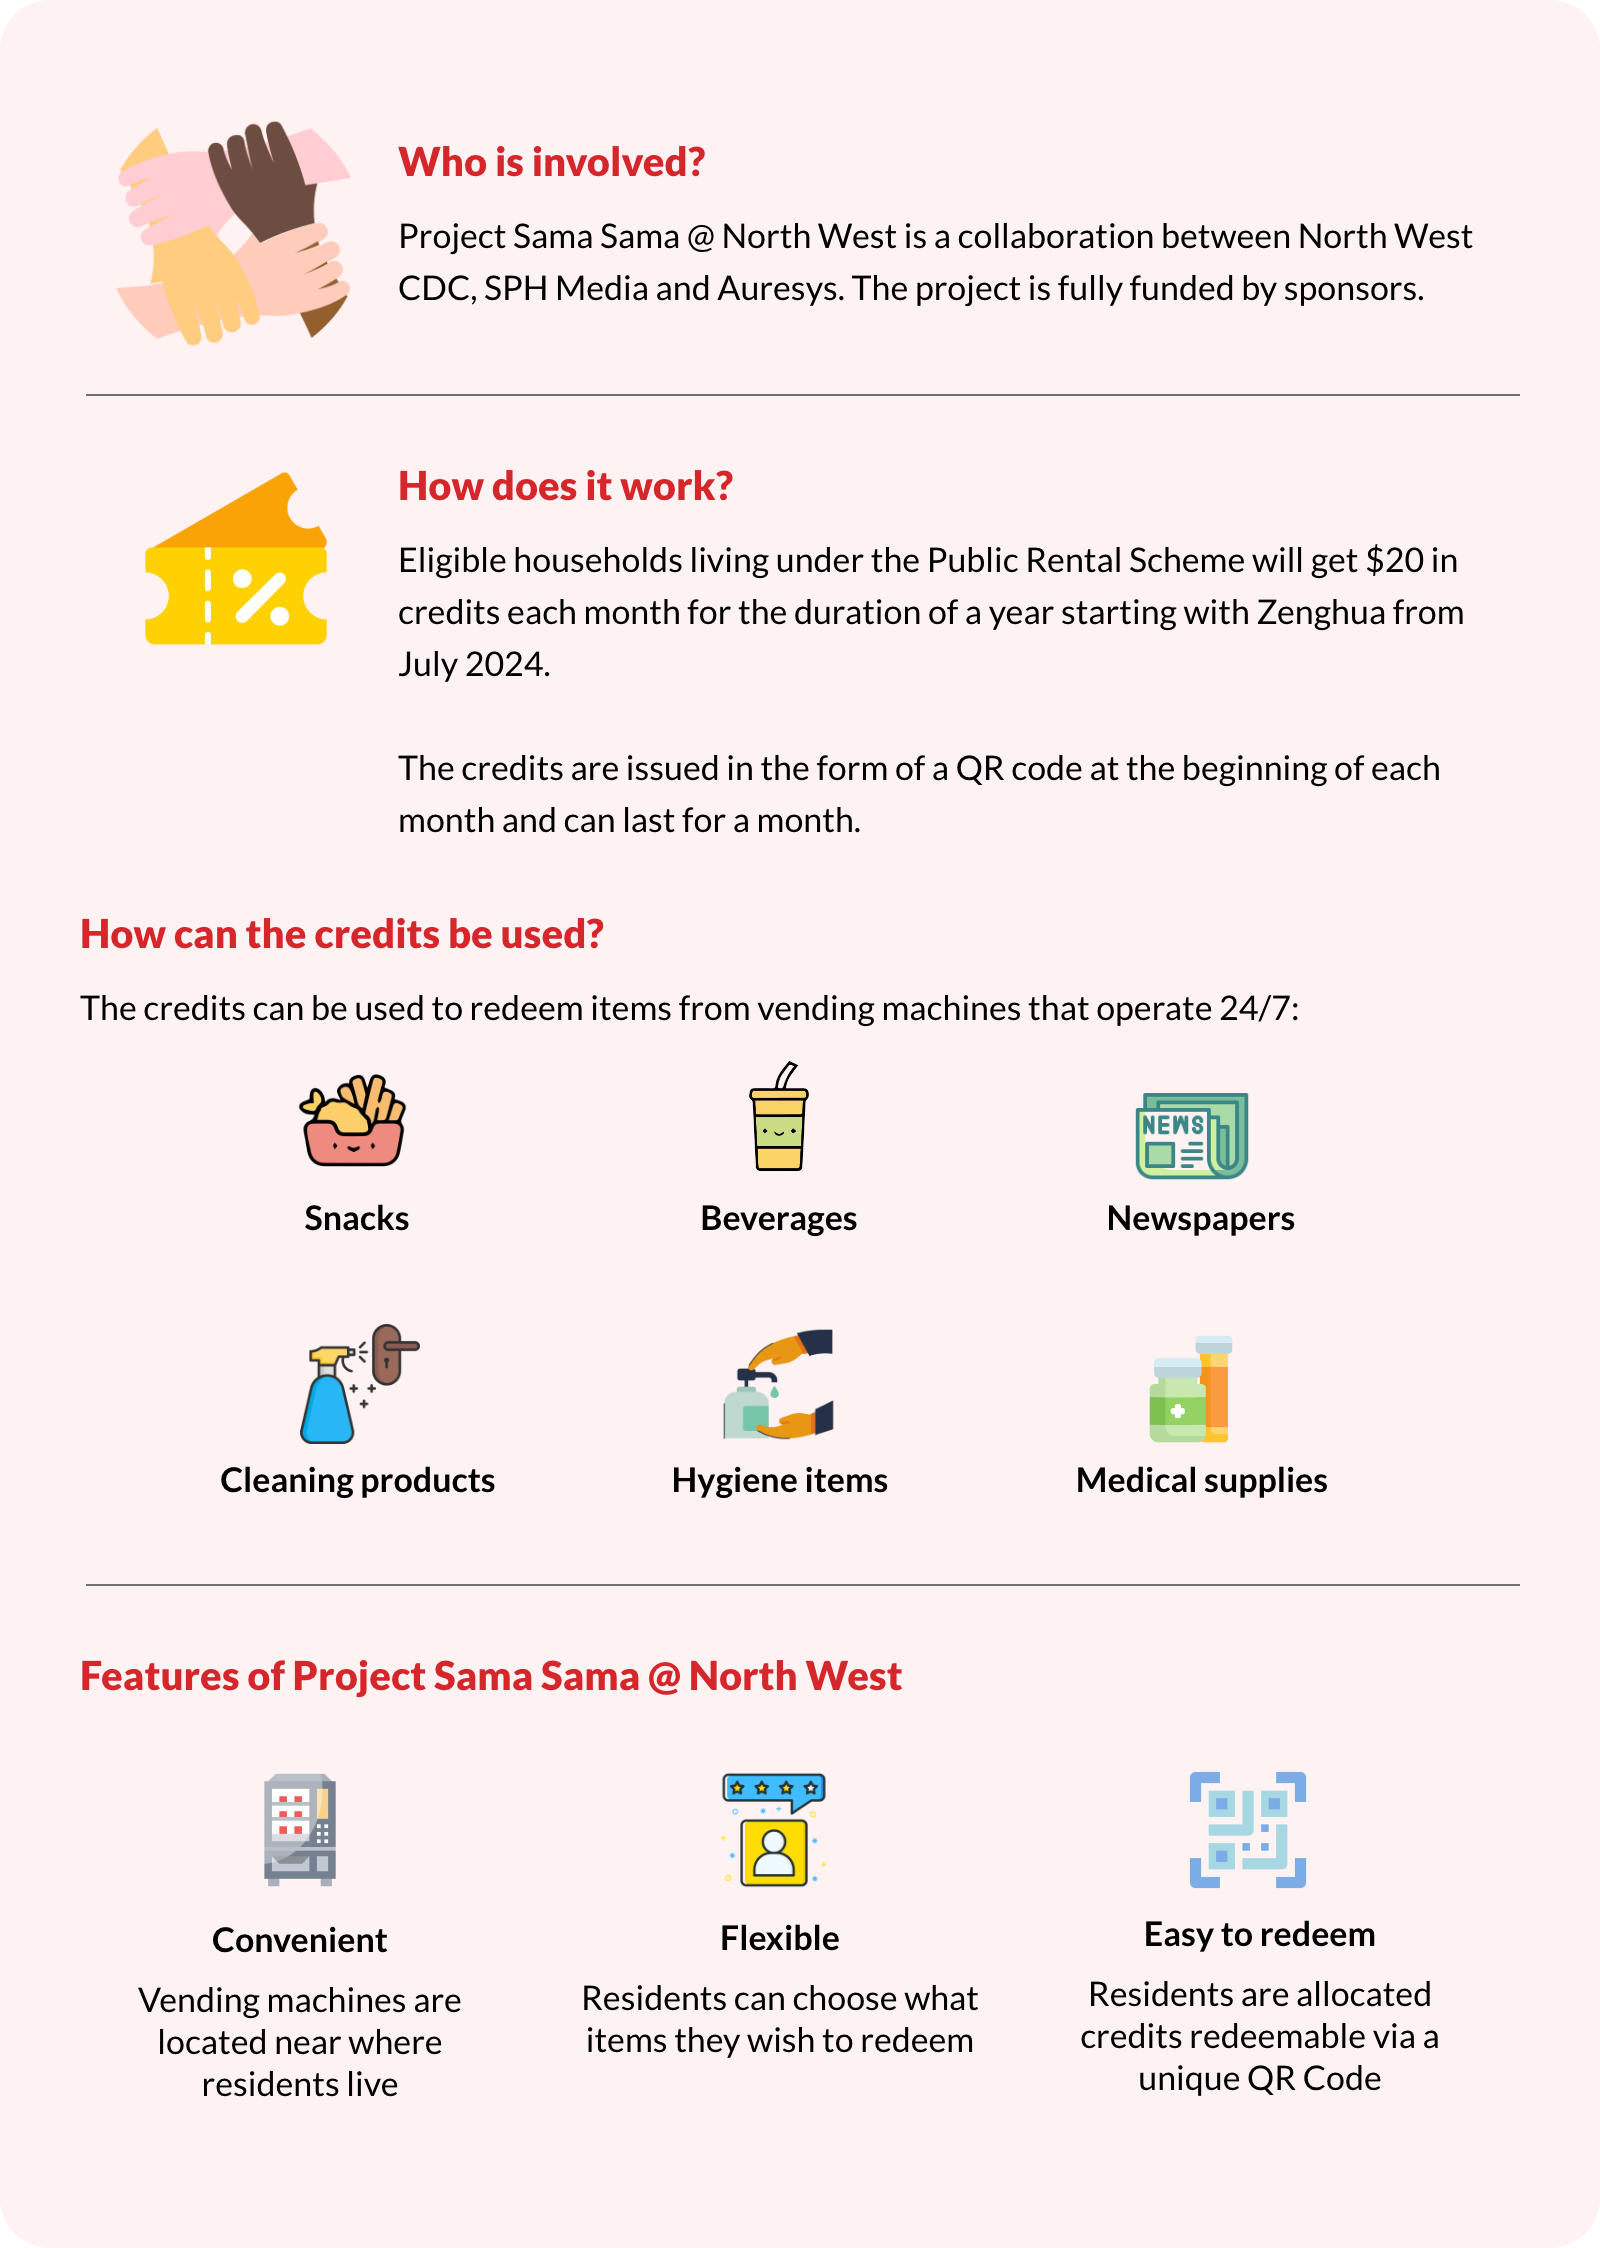 Who is involved?
Project Sama Sama @ North West is a collaboration between North West
CDC, SPH Media and Auresys. The project is fully funded by sponsors.
How does it work?
Eligible households living under the Public Rental Scheme will get $20 in
credits each month for the duration of a year starting with Zenghua from
July 2024.
The credits are issued in the form of a QR code at the beginning of each
month and can last for a month.
How can the credits be used?
The credits can be used to redeem items from vending machines that operate 24/7:
NEWS
Snacks
Beverages
Newspapers
Cleaning products
Hygiene items
Medical supplies
Features of Project Sama Sama @ North West
Convenient
Vending machines are
located near where
residents live
Flexible
Residents can choose what
items they wish to redeem
Easy to redeem
Residents are allocated
credits redeemable via a
unique QR Code